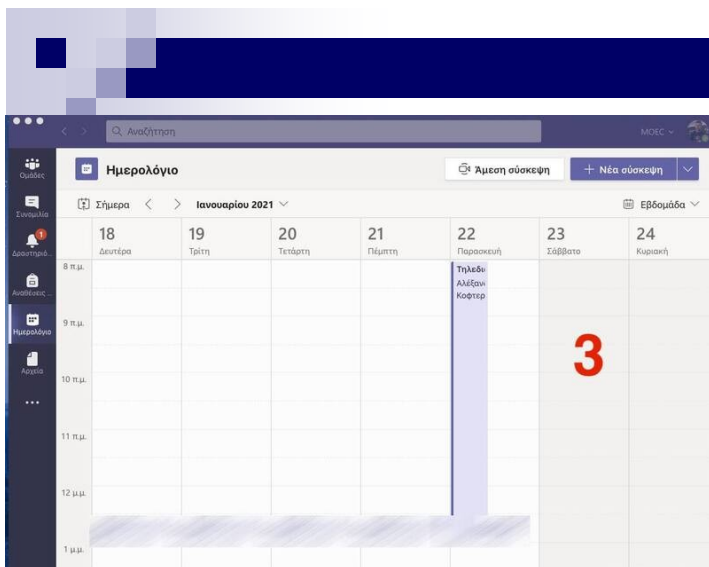 Αναζήτηση
MOEC
Ομάδες
Συνομιλία
1
Δραστηριό...
Αναθέσεις ...
Ημερολόγιο
Αρχεία
Ημερολόγιο
Άμεση σύσκεψη
+ Νέα σύσκεψη
Σήμερα
Ιανουαρίου 2021
Εβδομάδα
18 19 20 21 22 23 24
Δευτέρα Τρίτη Τετάρτη Πέμπτη Παρασκευή Σάββατο Κυριακή
8 π.μ.
Τηλεδι
Αλέξαν
Κοφτερ
9 π.μ.
3
10 π.μ.
11 π.μ.
12 μ.μ.
1 μ.μ.